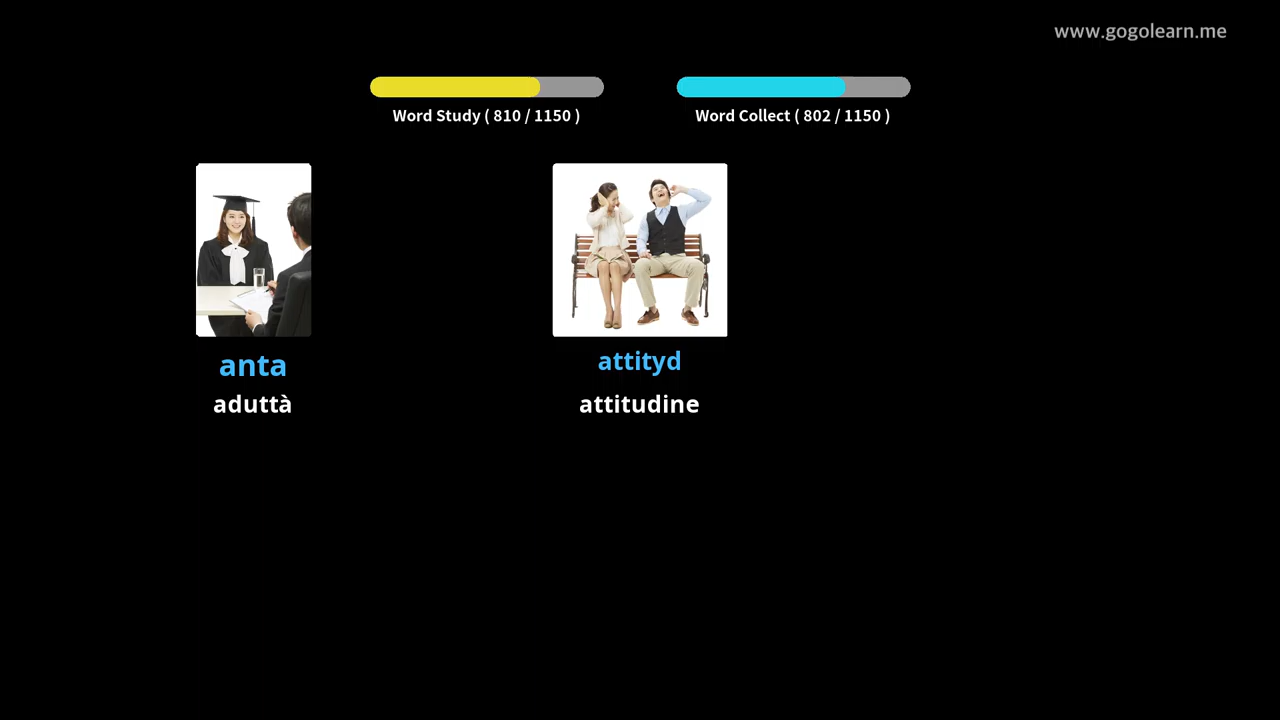 www.gogolearn.me
Word Study ( 810 / 1150 )
Word Collect ( 802 / 1150 )
anta
aduttà
attityd
attitudine